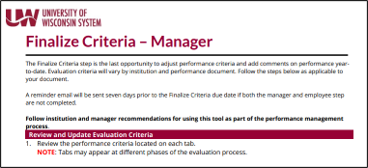 UW UNIVERSITY OF
WISCONSIN SYSTEM
Finalize Criteria – Manager
The Finalize Criteria step is the last opportunity to adjust performance criteria and add comments on performance year-
to-date. Evaluation criteria will vary by institution and performance document. Follow the steps below as applicable to
your document.
A reminder email will be sent seven days prior to the Finalize Criteria due date if both the manager and employee step
are not completed.
Follow institution and manager recommendations for using this tool as part of the performance management
process.
Review and Update Evaluation Criteria
1. Review the performance criteria located on each tab.
NOTE: Tabs may appear at different phases of the evaluation process.